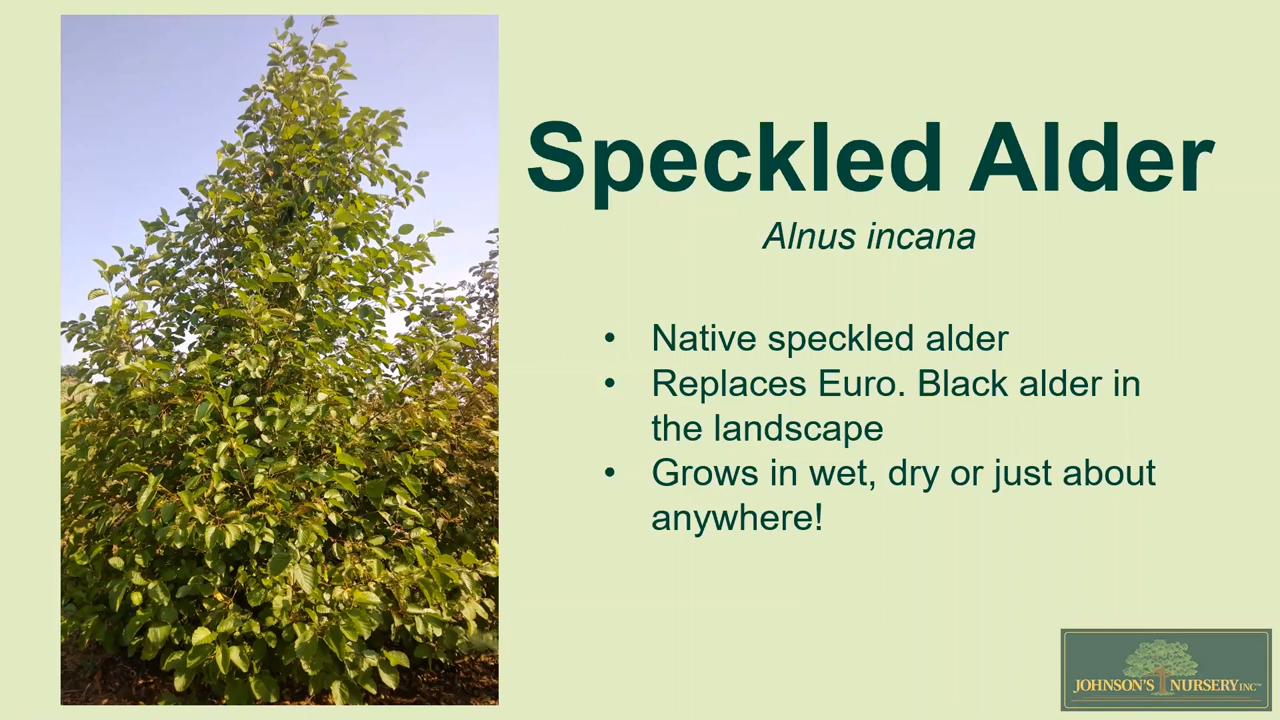 Speckled Alder
Alnus incana
• Native speckled alder
• Replaces Euro. Black alder in
the landscape
• Grows in wet, dry or just about
anywhere!
JOHNSON'S NURSERY INC™